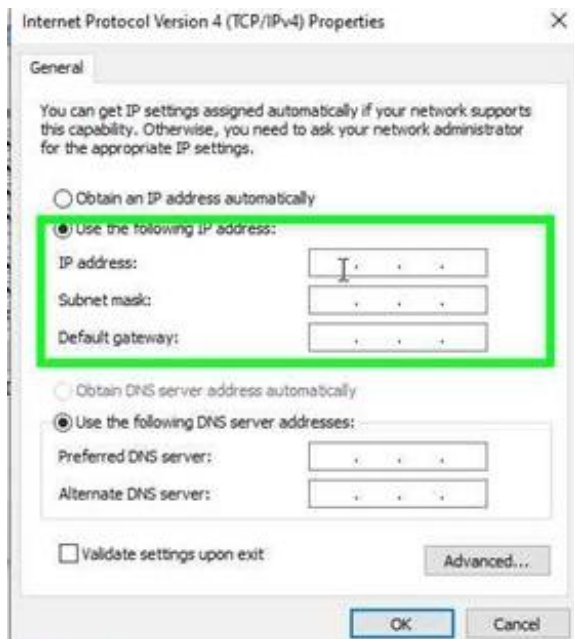 Internet Protocol Version 4 (TCP/IPv4) Properties
General
You can get IP settings assigned automatically if your network supports
this capability. Otherwise, you need to ask your network administrator
for the appropriate IP settings.
Obtain an IP address automatically
Use the following IP address:
IP address:
Subnet mask:
Default gateway:
Obtain DNS server address automatically
Use the following DNS server addresses:
Preferred DNS server:
Alternate DNS server:
Validate settings upon exit
Advanced...
OK Cancel